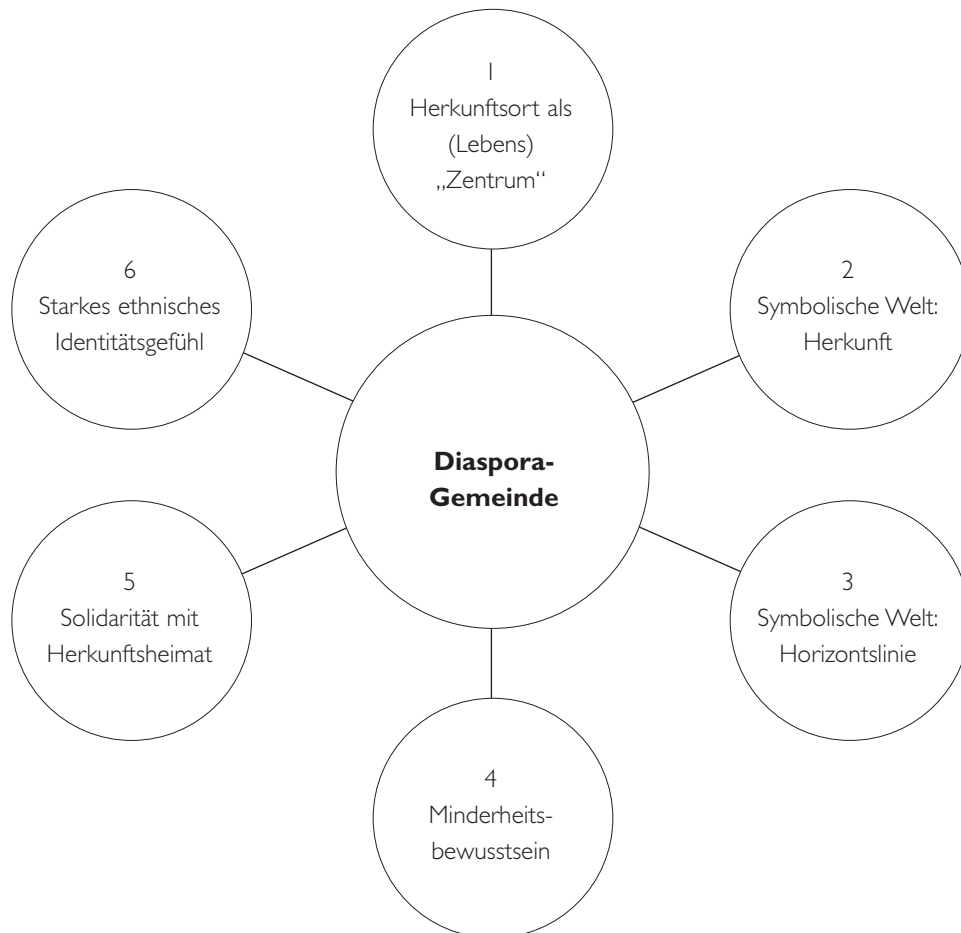 1
Herkunftsort als
(Lebens)
„Zentrum“
2
Symbolische Welt:
Herkunft
3
Symbolische Welt:
Horizontslinie
4
Minderheits-
bewusstsein
5
Solidarität mit
Herkunftsheimat
6
Starkes ethnisches
Identitätsgefühl
Diaspora-
Gemeinde